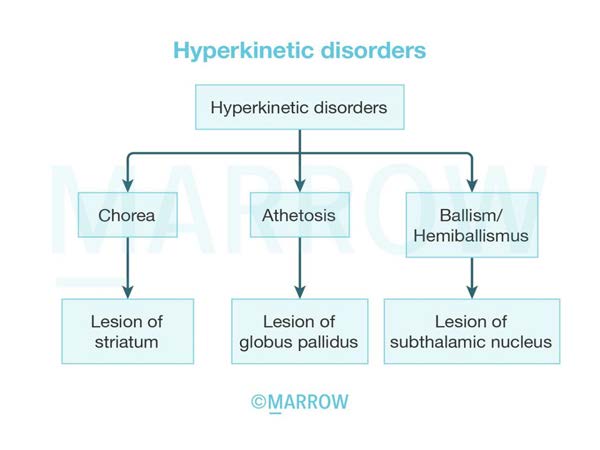 Hyperkinetic disorders
Hyperkinetic disorders
Chorea
Athetosis
Ballism/
Hemiballismus
Lesion of
striatum
Lesion of
globus pallidus
Lesion of
subthalamic nucleus
MARROW
©MARROW